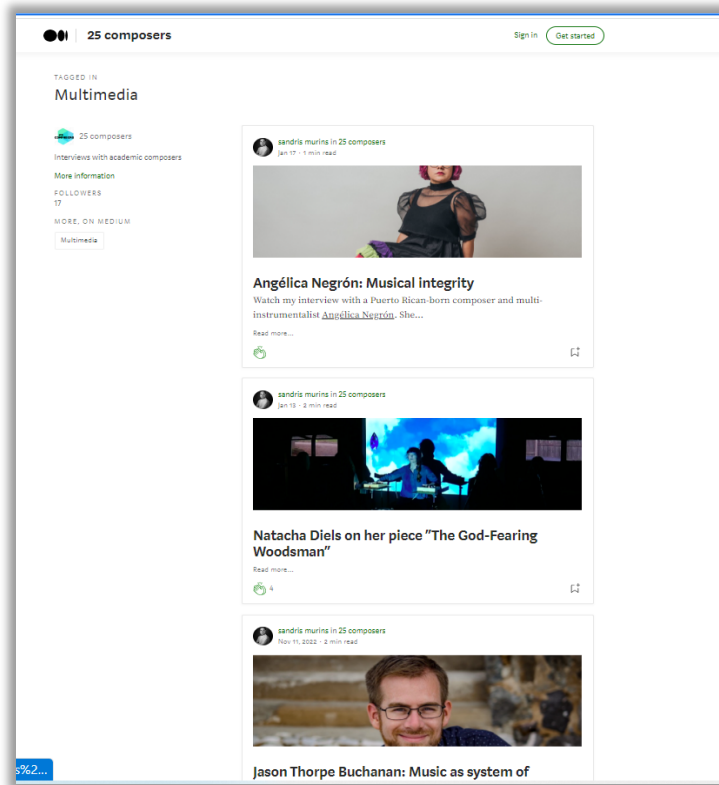 25 composers
Sign in
Get started
TAGGED IN
Multimedia
25 composers
Interviews with academic composers
More information
FOLLOWERS
17
MORE, ON MEDIUM
Multimedia
sandris murins in 25 composers
Jan 17 · 1 min read
Angélica Negrón: Musical integrity
Watch my interview with a Puerto Rican-born composer and multi-
instrumentalist Angélica Negrón. She…
Read more…
sandris murins in 25 composers
Jan 13 · 2 min read
Natacha Diels on her piece "The God-Fearing
Woodsman"
Read more…
4
sandris murins in 25 composers
Nov 11, 2022 · 2 min read
Jason Thorpe Buchanan: Music as system of
s%2...